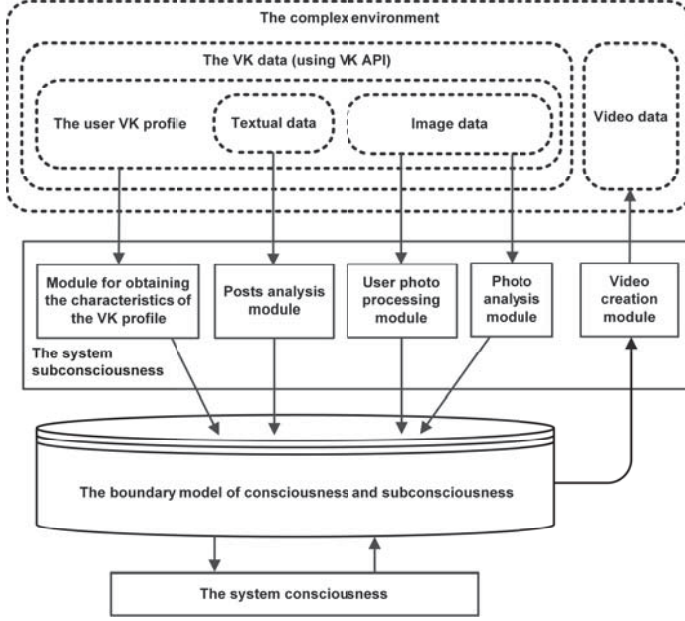 The complex environment
The VK data (using VK API)
The user VK profile
Textual data
Image data
Video data
Module for obtaining
the characteristics of
the VK profile
Posts analysis
module
User photo
processing
module
Photo
analysis
module
Video
creation
module
The system
subconsciousness
The boundary model of consciousness and subconsciousness
The system consciousness